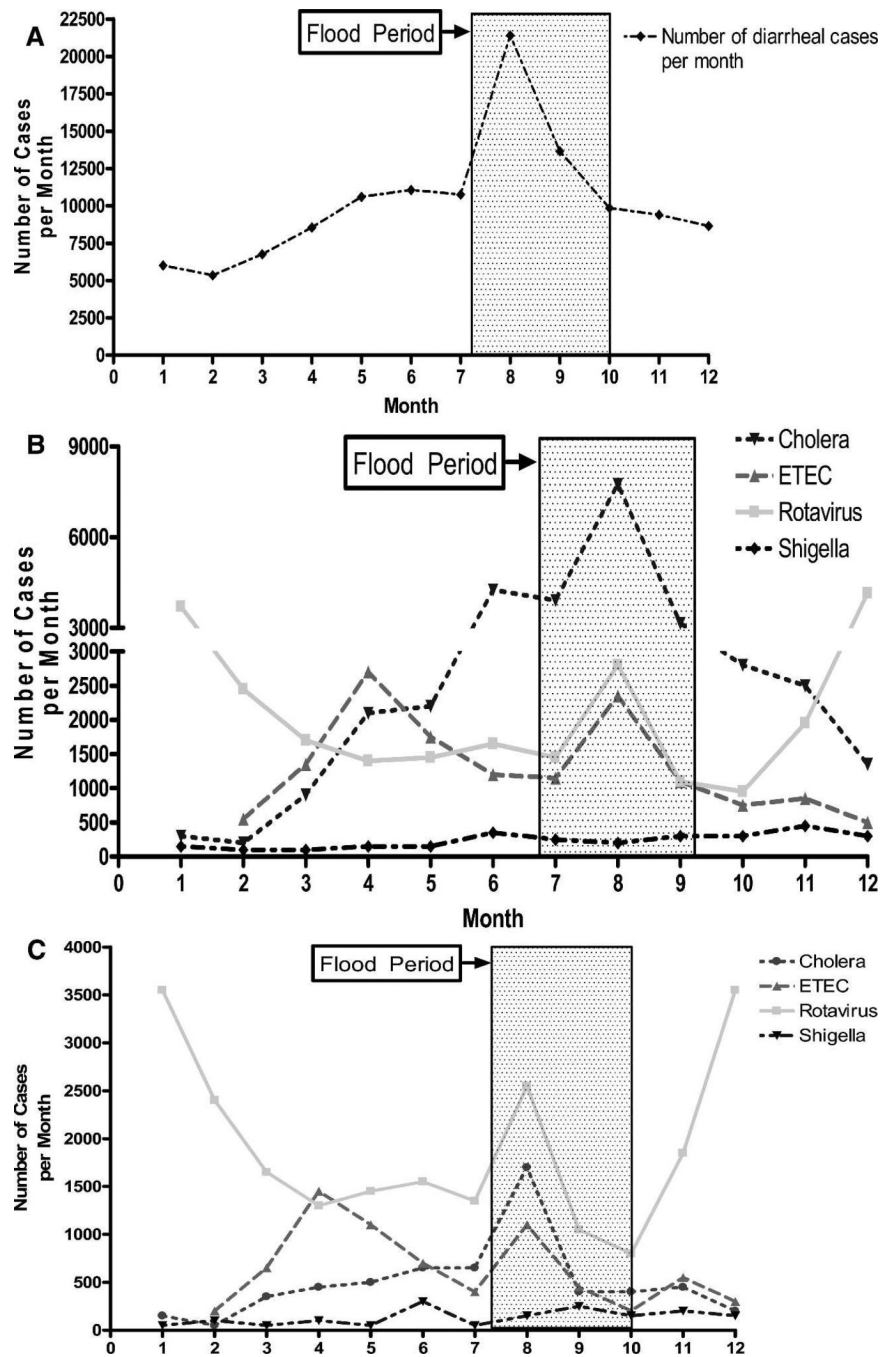 A
Flood Period
Number of diarrheal cases
per month
Number of Cases
per Month
22500
20000
17500
15000
12500
10000
7500
5000
2500
0
0 1 2 3 4 5 6 7 8 9 10 11 12
Month
B
Flood Period
Cholera
ETEC
Rotavirus
Shigella
Number of Cases
per Month
9000
6000
3000
3000
2500
2000
1500
1000
500
0
0 1 2 3 4 5 6 7 8 9 10 11 12
Month
C
Flood Period
Cholera
ETEC
Rotavirus
Shigella
Number of Cases
per Month
4000
3500
3000
2500
2000
1500
1000
500
0
0 1 2 3 4 5 6 7 8 9 10 11 12